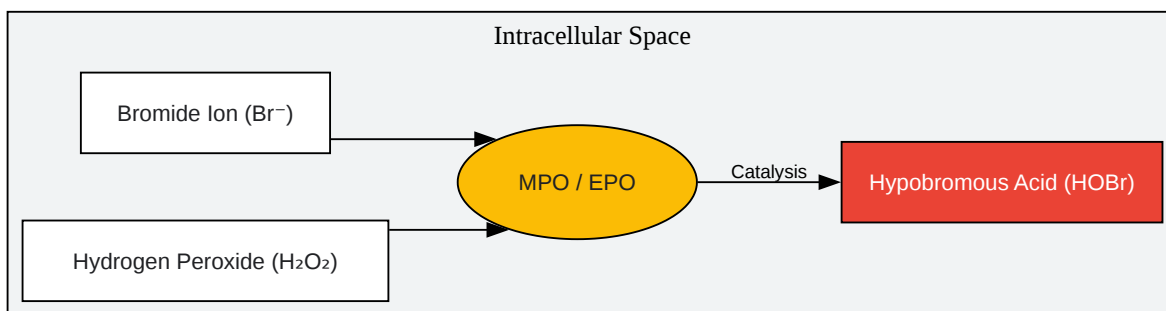 Intracellular Space
Bromide Ion (Br⁻)
MPO / EPO
Catalysis
Hypobromous Acid (HOBr)
Hydrogen Peroxide (H₂O₂)